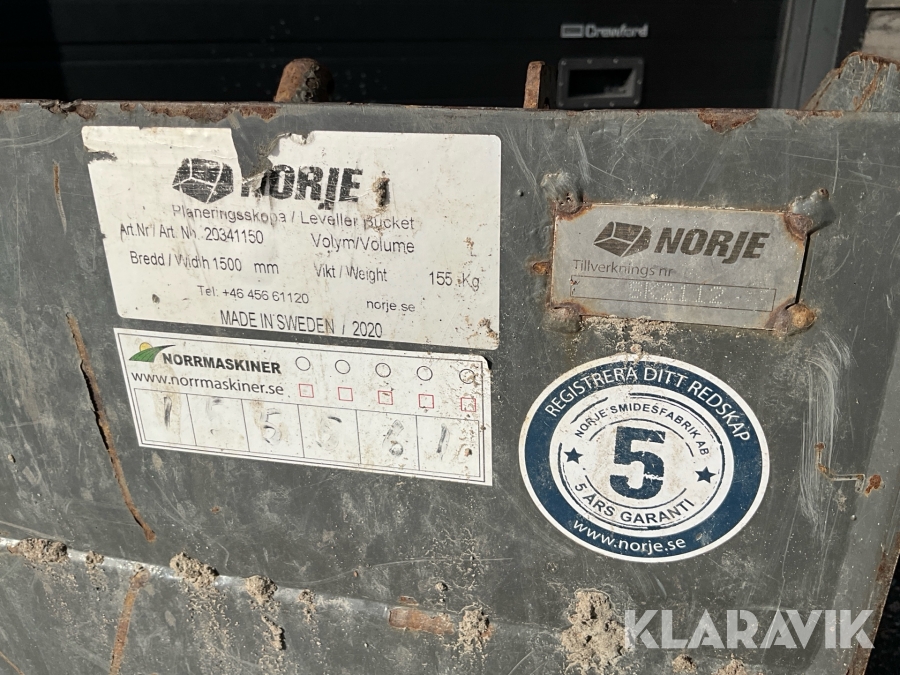 Crawford
NORJE
Planeringsskopa / Leveller Bucket
Art.Nr / Art. No. 20341150
Volym/Volume
L
Bredd / Width 1500 mm
Vikt / Weight 155 Kg
Tel: +46 456 61120
norje.se
MADE IN SWEDEN / 2020
NORJE
Tillverknings nr
NORRMASKINER
www.norrmaskiner.se
REGISTRERA DITT REDSKAP
NORJE SMIDESFABRIK AB
5
5 ÅRS GARANTI
www.norje.se
KLARAVIK